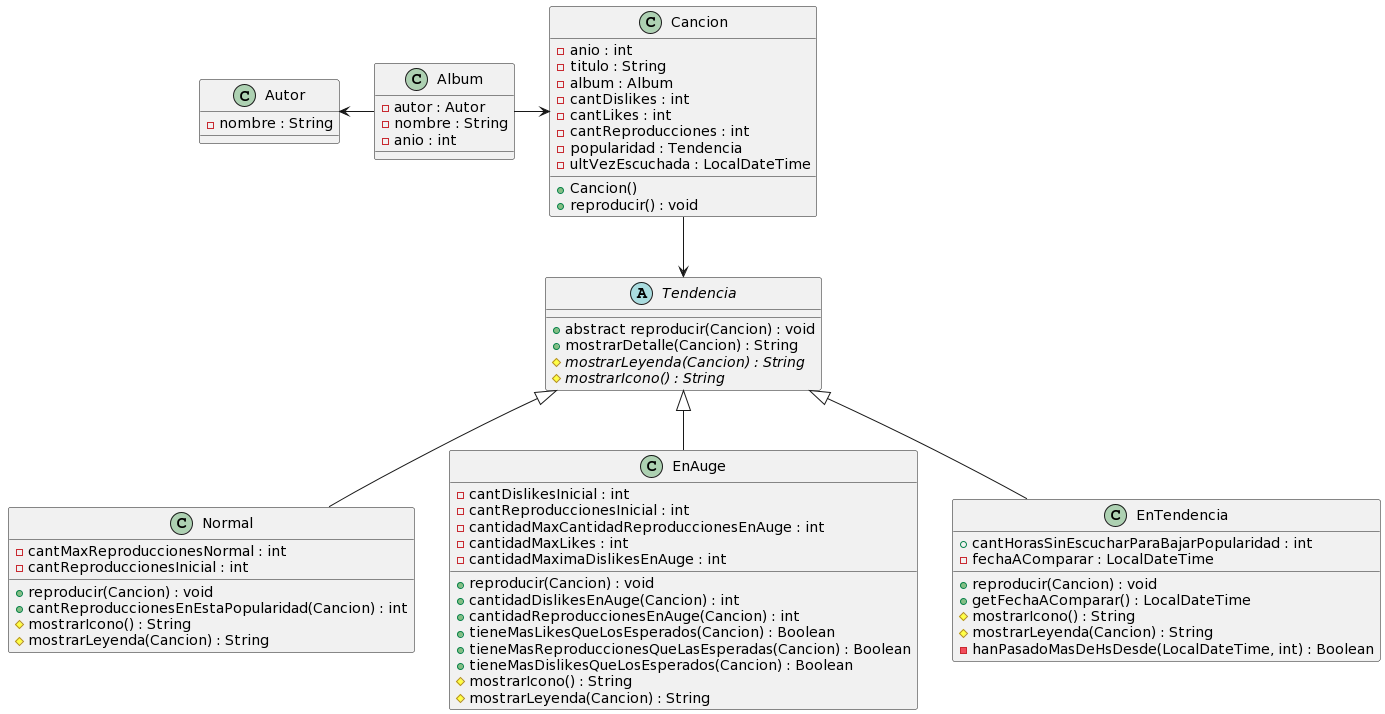 C Cancion
anio : int
titulo : String
album : Album
cantDislikes : int
cantLikes : int
cantReproducciones : int
popularidad : Tendencia
ultVezEscuchada : LocalDateTime
Cancion()
reproducir() : void
C Album
autor : Autor
nombre : String
anio : int
C Autor
nombre : String
A Tendencia
abstract reproducir(Cancion) : void
mostrarDetalle(Cancion) : String
mostrarLeyenda(Cancion) : String
mostrarIcono() : String
C Normal
cantMaxReproduccionesNormal : int
cantReproduccionesInicial : int
reproducir(Cancion) : void
cantReproduccionesEnEstaPopularidad(Cancion) : int
mostrarIcono() : String
mostrarLeyenda(Cancion) : String
C EnAuge
cantDislikesInicial : int
cantReproduccionesInicial : int
cantidadMaxCantidadReproduccionesEnAuge : int
cantidadMaxLikes : int
cantidadMaximaDislikesEnAuge : int
reproducir(Cancion) : void
cantidadDislikesEnAuge(Cancion) : int
cantidadReproduccionesEnAuge(Cancion) : int
tieneMasLikesQueLosEsperados(Cancion) : Boolean
tieneMasReproduccionesQueLasEsperadas(Cancion) : Boolean
tieneMasDislikesQueLosEsperados(Cancion) : Boolean
mostrarIcono() : String
mostrarLeyenda(Cancion) : String
C EnTendencia
cantHorasSinEscucharParaBajarPopularidad : int
fechaAComparar : LocalDateTime
reproducir(Cancion) : void
getFechaAComparar() : LocalDateTime
mostrarIcono() : String
mostrarLeyenda(Cancion) : String
hanPasadoMasDeHsDesde(LocalDateTime, int) : Boolean